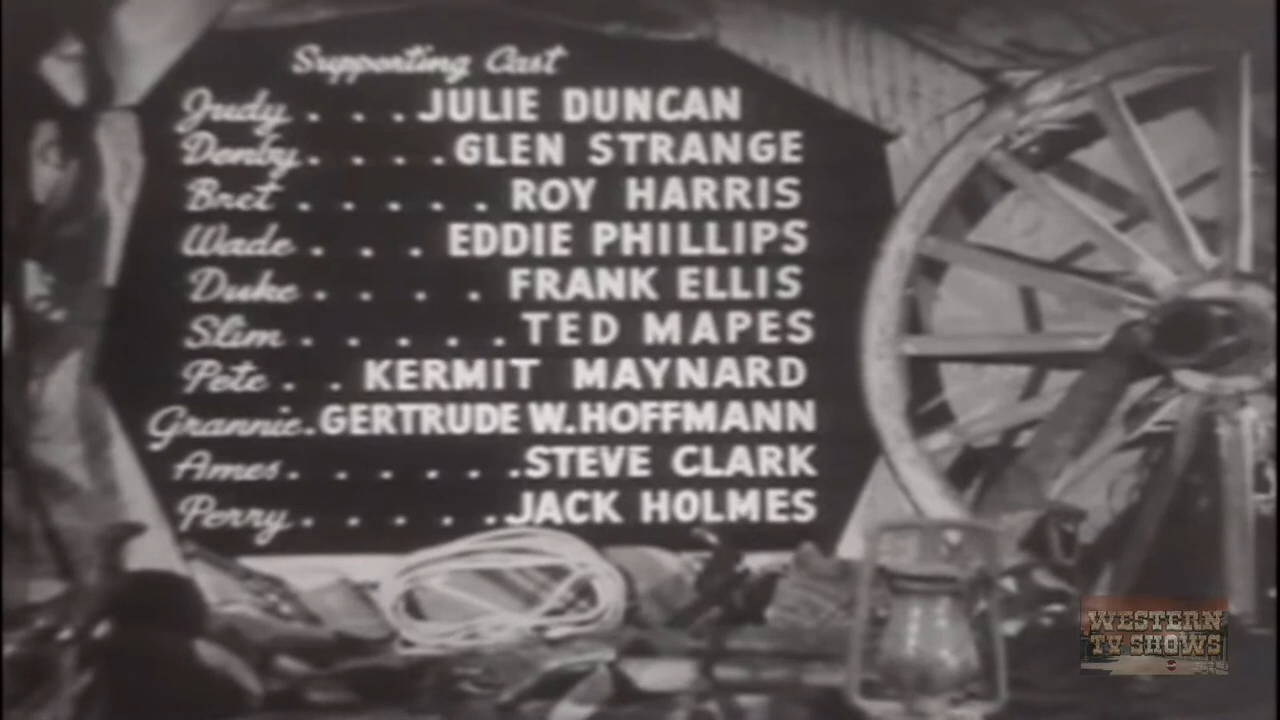 Supporting Cast
Judy. . . .JULIE DUNCAN
Denby. . . . .GLEN STRANGE
Bret . . . . . ROY HARRIS
Wade . . . EDDIE PHILLIPS
Duke . . . . FRANK ELLIS
Slim . . . . . TED MAPES
Pete . . KERMIT MAYNARD
Grannie.GERTRUDE W.HOFFMANN
Ames. . . . . . .STEVE CLARK
Perry . . . . . JACK HOLMES
WESTERN
TV SHOWS